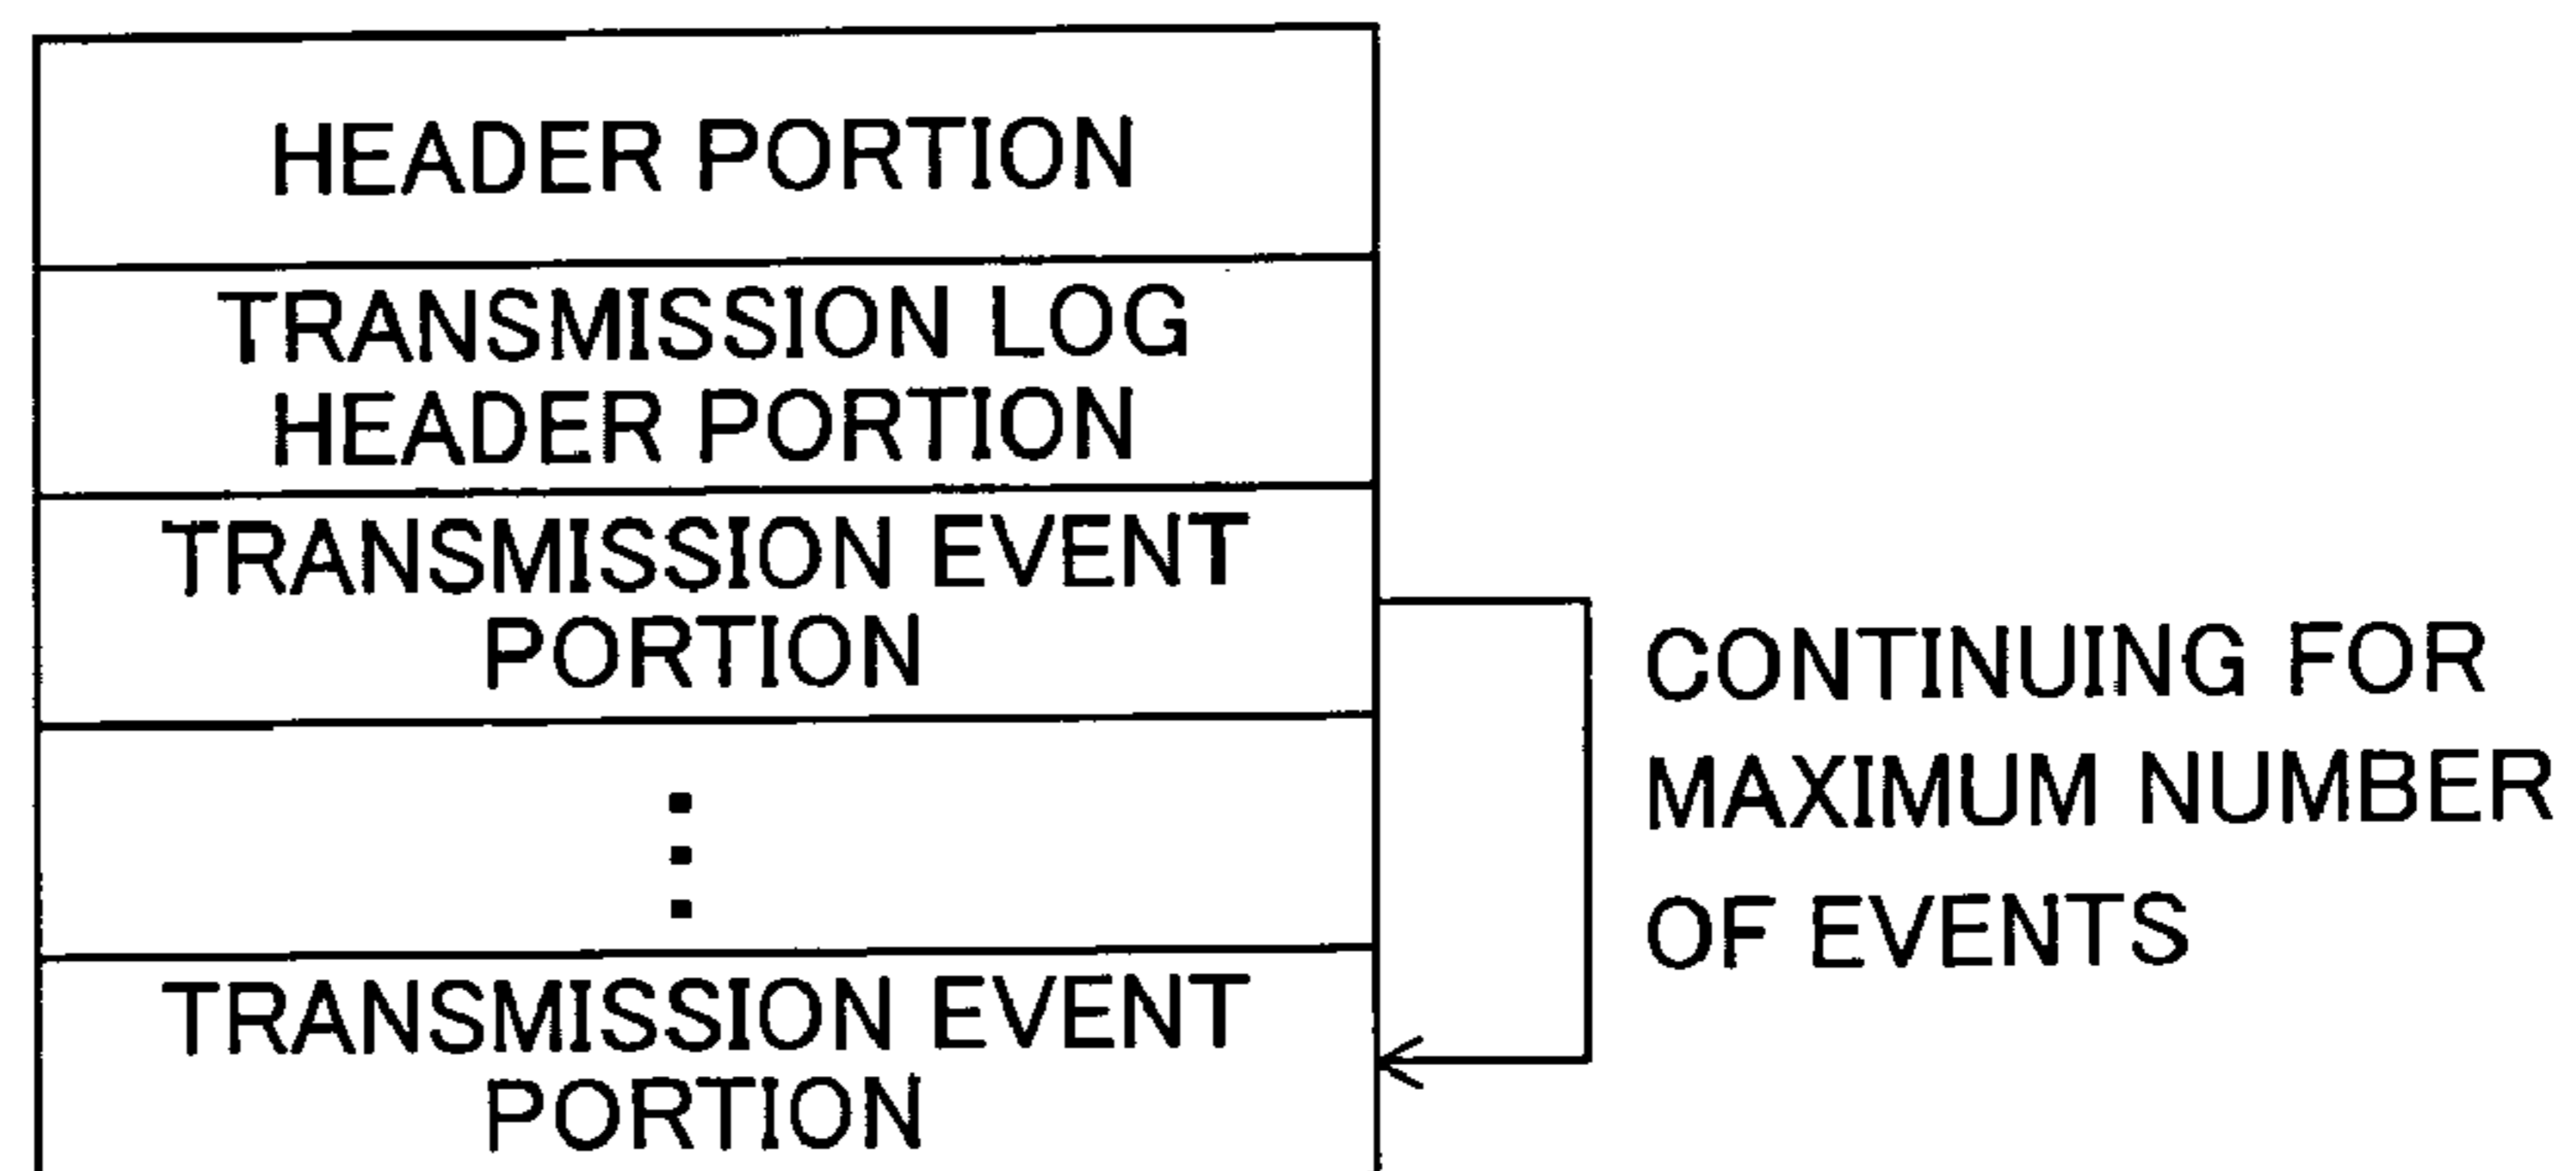 HEADER PORTION
TRANSMISSION LOG
HEADER PORTION
TRANSMISSION EVENT
PORTION
TRANSMISSION EVENT
PORTION
CONTINUING FOR
MAXIMUM NUMBER
OF EVENTS